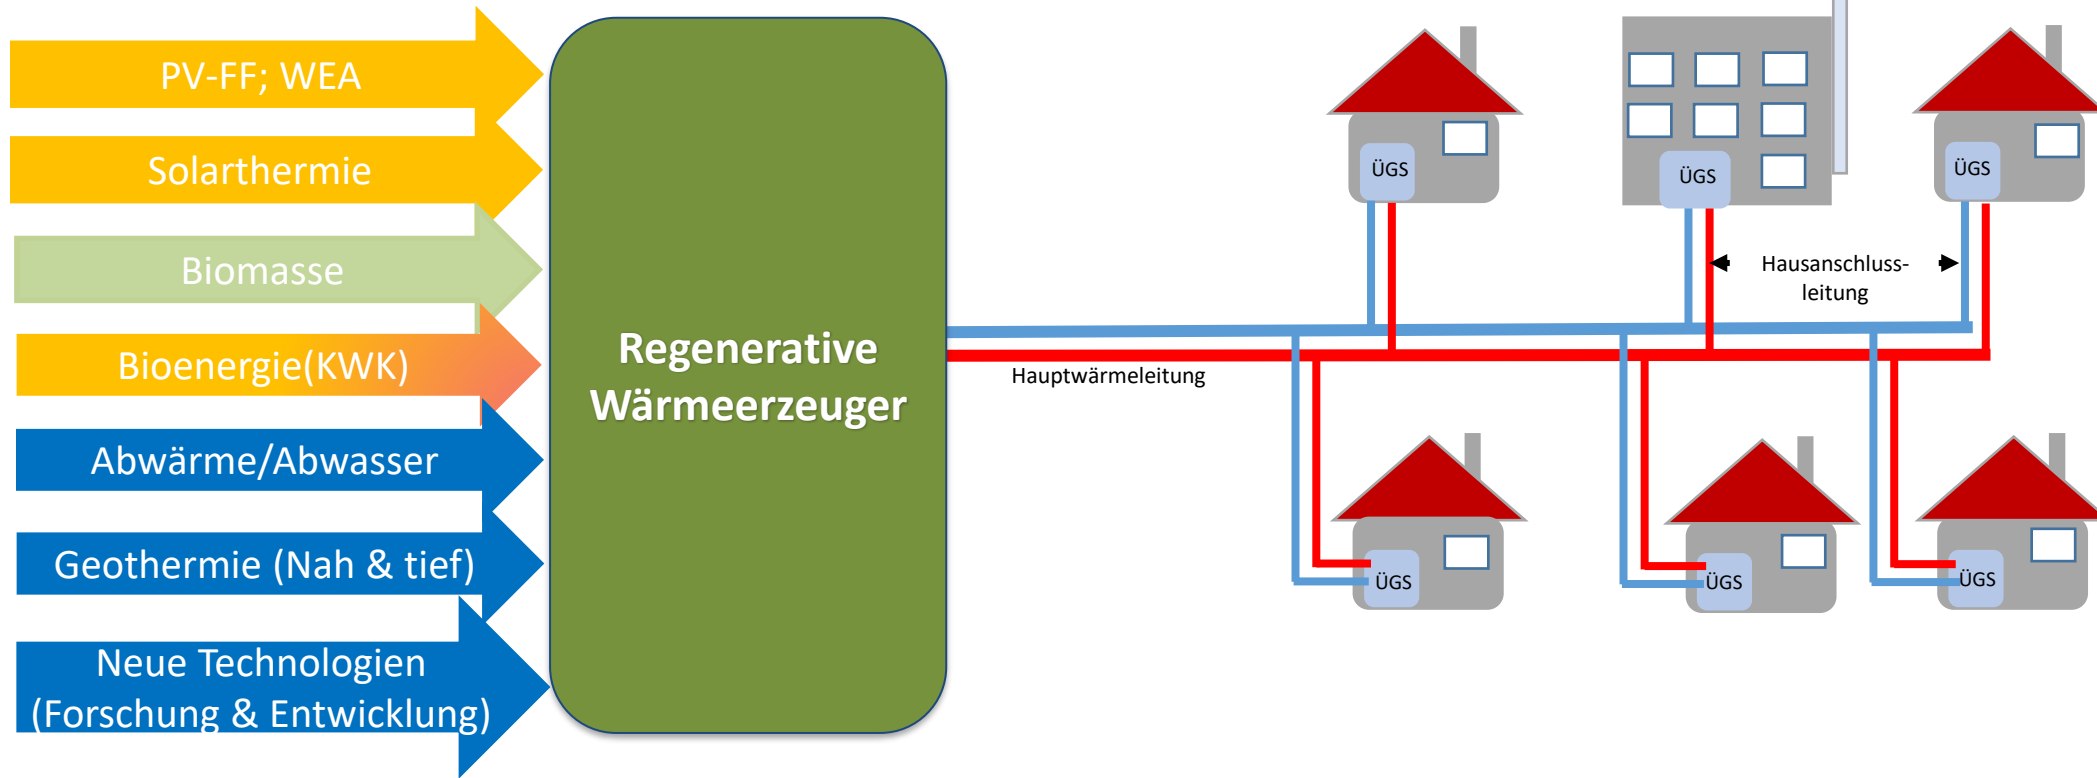 PV-FF; WEA
Solarthermie
Biomasse
Bioenergie(KWK)
Abwärme/Abwasser
Geothermie (Nah & tief)
Neue Technologien
(Forschung & Entwicklung)
Regenerative
Wärmeerzeuger
Hauptwärmeleitung
ÜGS
ÜGS
ÜGS
Hausanschluss-
leitung
ÜGS
ÜGS
ÜGS